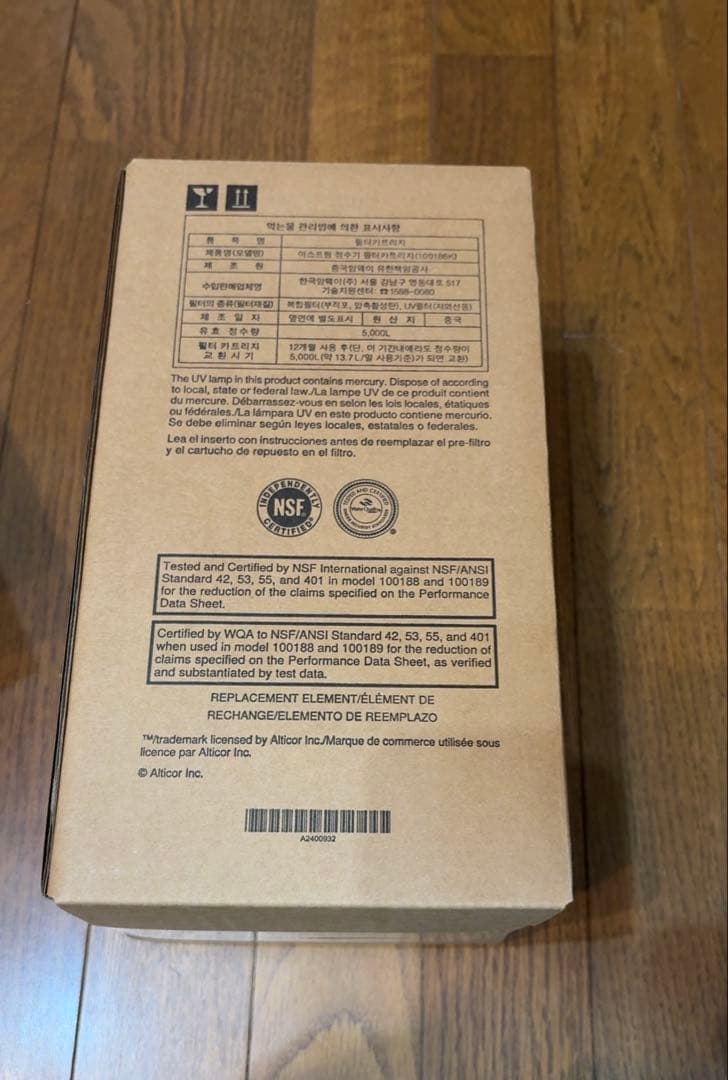 먹는물 관리법에 의한 표시사항
품 목 명 필터카트리지
제품명(모델명) 이스프링 정수기 필터카트리지(100186K)
제 조 원 중국암웨이 유한책임공사
수입판매업체명 한국암웨이(주) 서울 강남구 영동대로 517
기술지원센터: ☎ 1588-0080
필터의 종류(필터재질) 복합필터(부직포, 압축활성탄), UV필터(자외선등)
제 조 일 자 옆면에 별도표시 원 산 지 중국
유효 정수량 5,000L
필터 카트리지 12개월 사용 후(단, 이 기간내에라도 정수량이
교 환 시 기 5,000L(약 13.7L/일 사용기준)가 되면 교환)
The UV lamp in this product contains mercury. Dispose of according
to local, state or federal law./La lampe UV de ce produit contient
du mercure. Débarrassez-vous en selon les lois locales, étatiques
ou fédérales./La lámpara UV en este producto contiene mercurio.
Se debe eliminar según leyes locales, estatales o federales.
Lea el inserto con instrucciones antes de reemplazar el pre-filtro
y el cartucho de repuesto en el filtro.
INDEPENDENTLY
NSF®
CERTIFIED
TESTED AND CERTIFIED
Water Quality
Tested and Certified by NSF International against NSF/ANSI
Standard 42, 53, 55, and 401 in model 100188 and 100189
for the reduction of the claims specified on the Performance
Data Sheet.
Certified by WQA to NSF/ANSI Standard 42, 53, 55, and 401
when used in model 100188 and 100189 for the reduction of
claims specified on the Performance Data Sheet, as verified
and substantiated by test data.
REPLACEMENT ELEMENT/ÉLÉMENT DE
RECHANGE/ELEMENTO DE REEMPLAZO
™/trademark licensed by Alticor Inc./Marque de commerce utilisée sous
licence par Alticor Inc.
© Alticor Inc.
A2400932